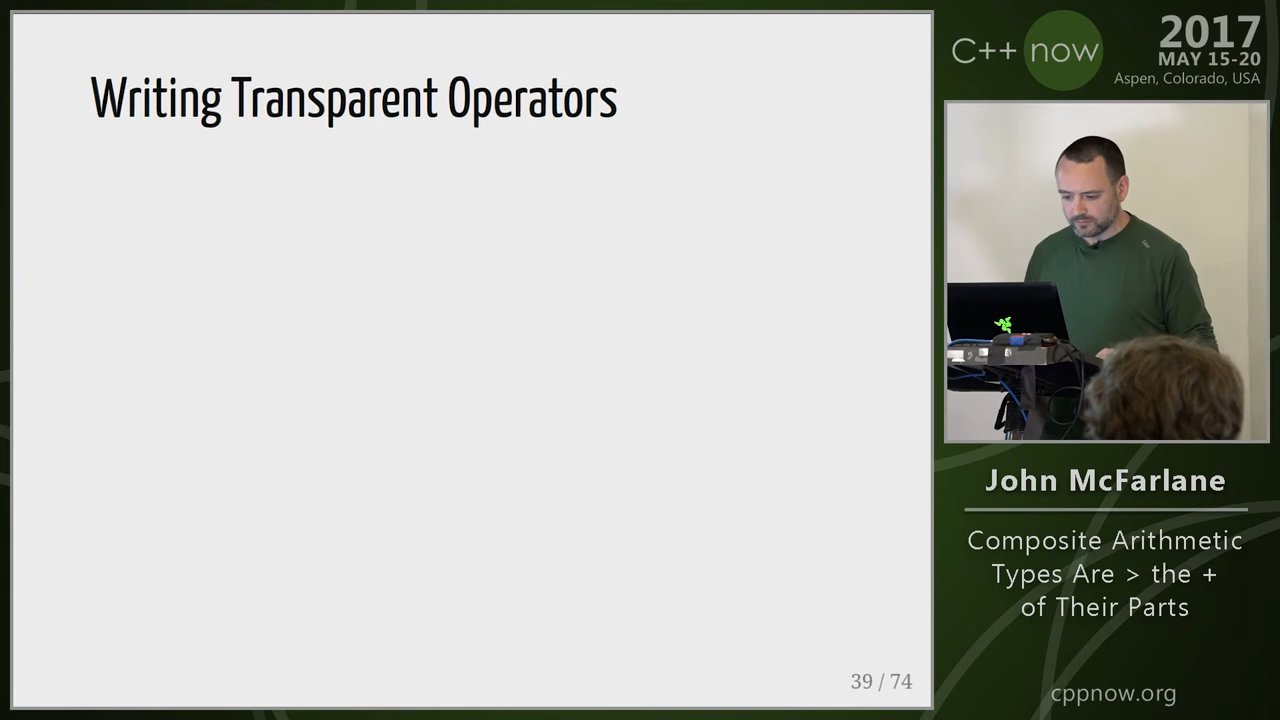 Writing Transparent Operators
39 / 74
C++ now
2017
MAY 15-20
Aspen, Colorado, USA
John McFarlane
Composite Arithmetic
Types Are > the +
of Their Parts
cppnow.org